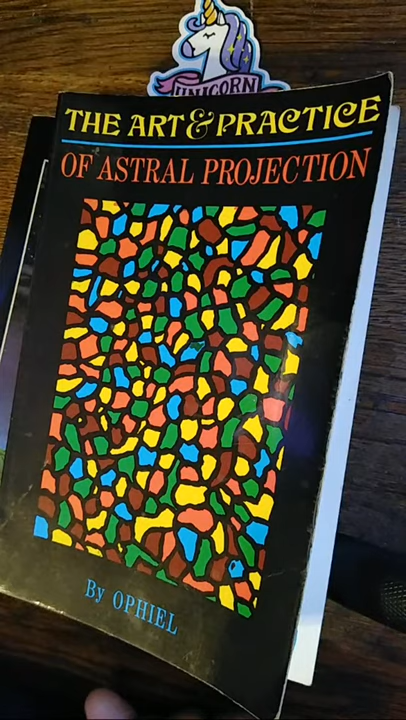 UNICORN
THE ART & PRACTICE
OF ASTRAL PROJECTION
By OPHIEL